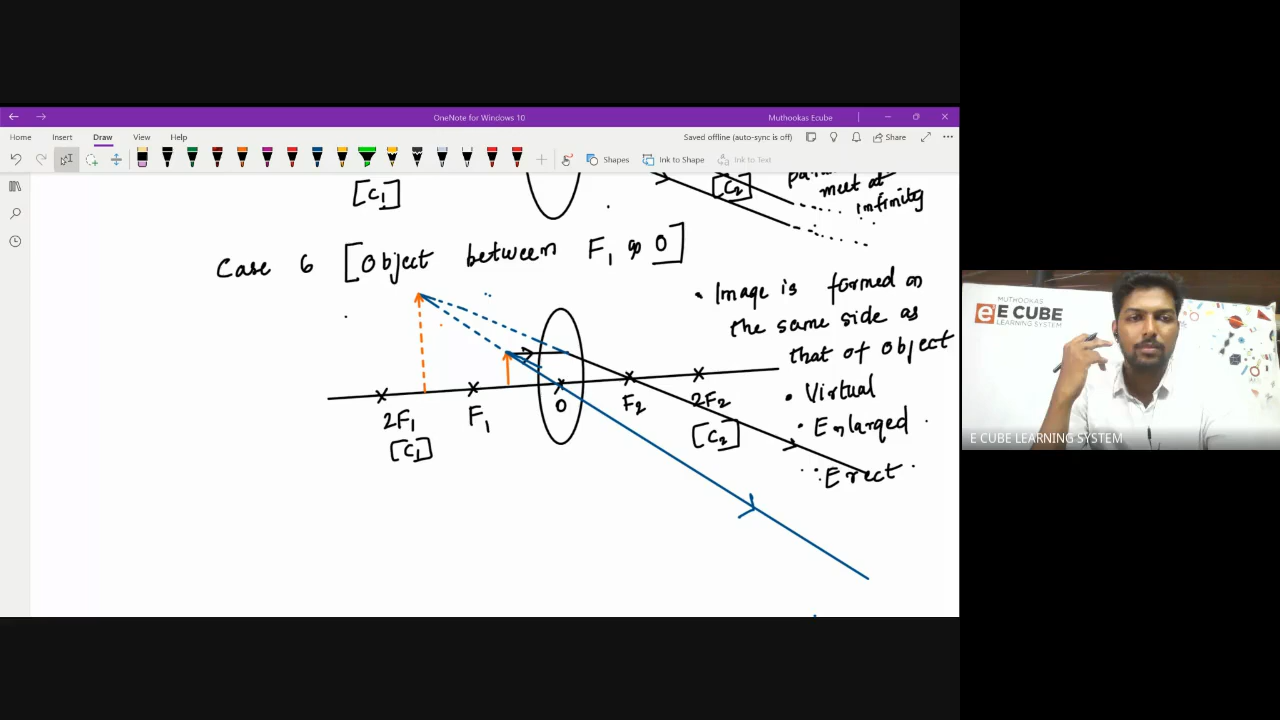 OneNote for Windows 10
Muthookas Ecube
Home Insert Draw View Help
Saved offline (auto-sync is off)
Share
Shapes
Ink to Shape
Ink to Text
[C1]
[C2]
meet at
infinity
Case 6 [Object between F1 & O]
• Image is formed on
the same side as
that of object
• Virtual
• Enlarged
Erect
2F1
[C1]
F1
O
F2
2F2
[C2]
MUTHOOKAS
E CUBE
LEARNING SYSTEM
E CUBE LEARNING SYSTEM